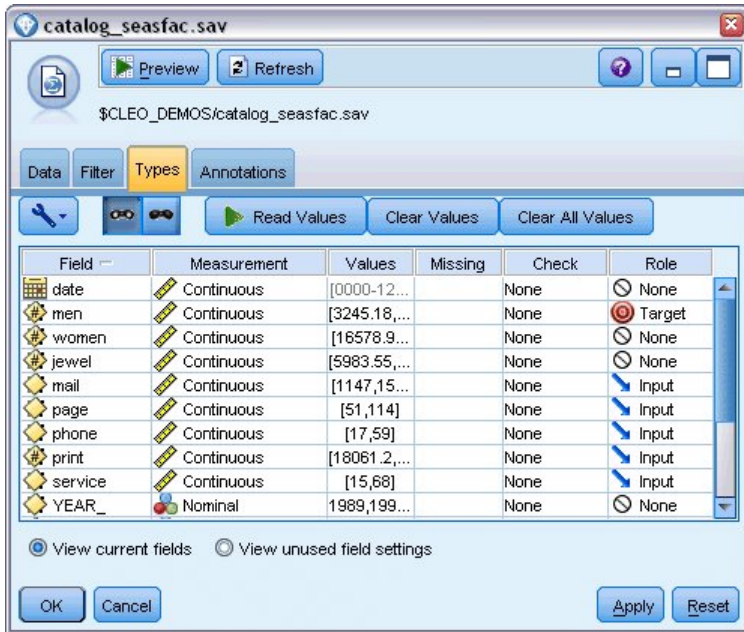 catalog_seasfac.sav
Preview Refresh
$CLEO_DEMOS/catalog_seasfac.sav
Data Filter Types Annotations
Read Values Clear Values Clear All Values
Field Measurement Values Missing Check Role
date Continuous [0000-12... None None
men Continuous [3245.18,... None Target
women Continuous [16578.9... None None
jewel Continuous [5983.55,... None None
mail Continuous [1147,15... None Input
page Continuous [51,114] None Input
phone Continuous [17,59] None Input
print Continuous [18061.2,... None Input
service Continuous [15,68] None Input
YEAR_ Nominal 1989,199... None None
View current fields View unused field settings
OK Cancel Apply Reset